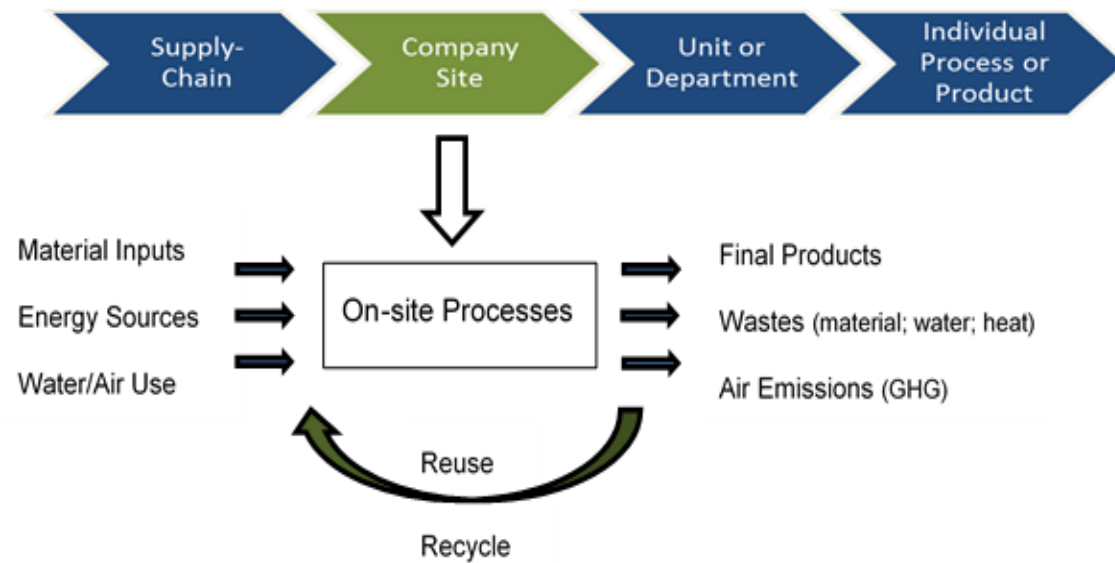 Supply-
Chain
Company
Site
Unit or
Department
Individual
Process or
Product
Material Inputs
Energy Sources
Water/Air Use
On-site Processes
Final Products
Wastes (material; water; heat)
Air Emissions (GHG)
Reuse
Recycle